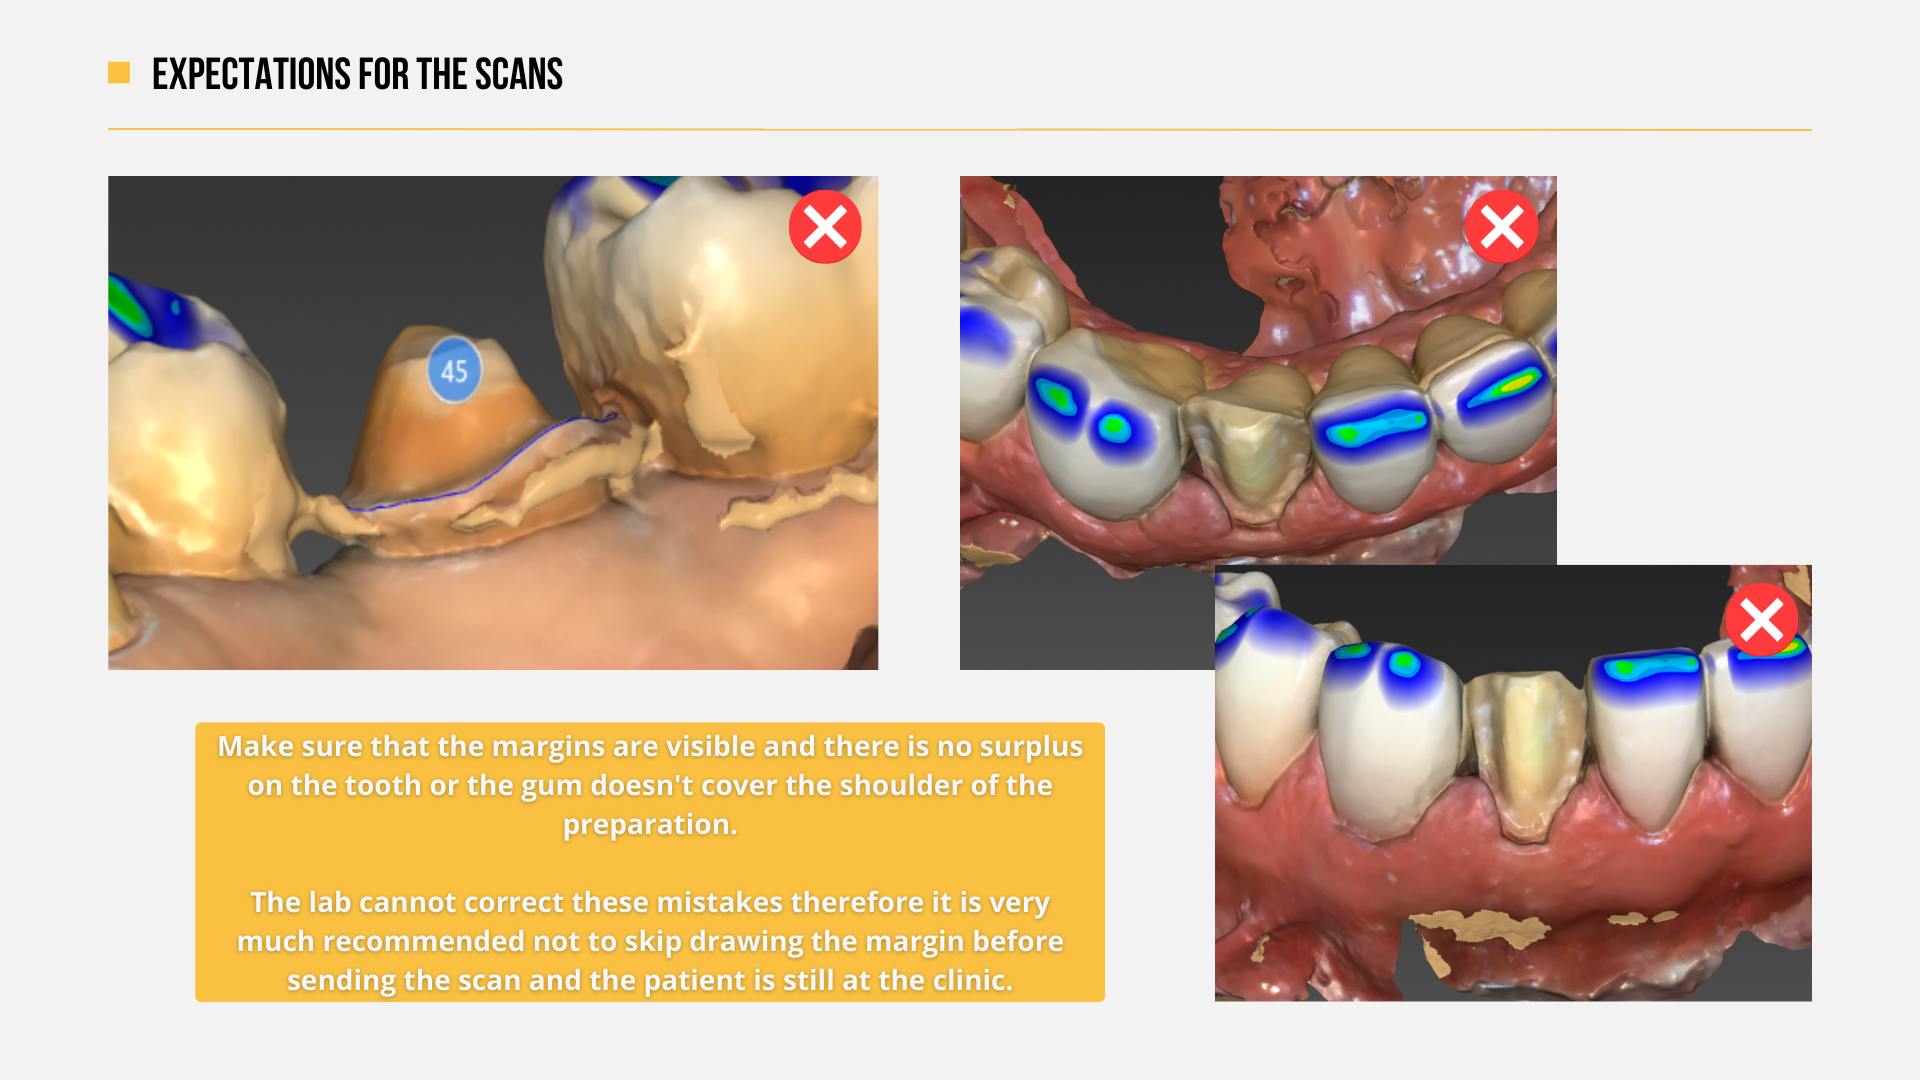 EXPECTATIONS FOR THE SCANS
45
Make sure that the margins are visible and there is no surplus
on the tooth or the gum doesn't cover the shoulder of the
preparation.
The lab cannot correct these mistakes therefore it is very
much recommended not to skip drawing the margin before
sending the scan and the patient is still at the clinic.